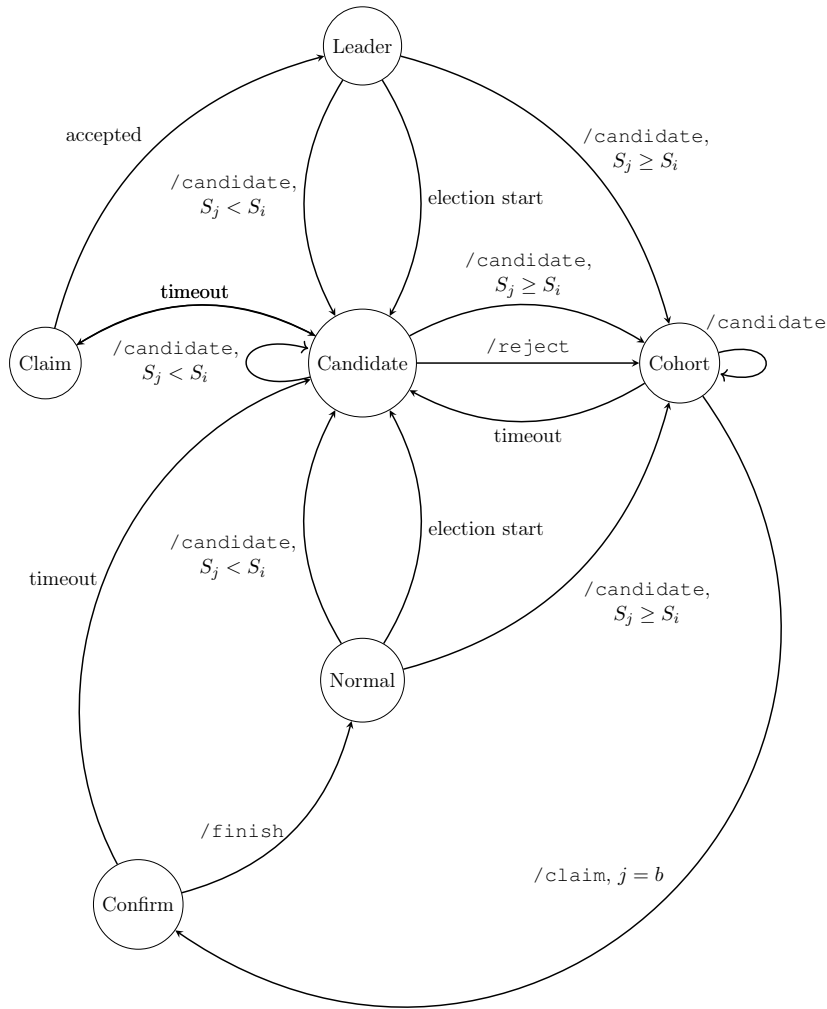 Leader
accepted
/candidate,
S_j ≥ S_i
/candidate,
S_j < S_i
election start
/candidate,
S_j ≥ S_i
timeout
/candidate
/candidate,
S_j < S_i
/reject
Claim
Candidate
Cohort
timeout
election start
/candidate,
S_j < S_i
timeout
/candidate,
S_j ≥ S_i
Normal
/finish
/claim, j = b
Confirm